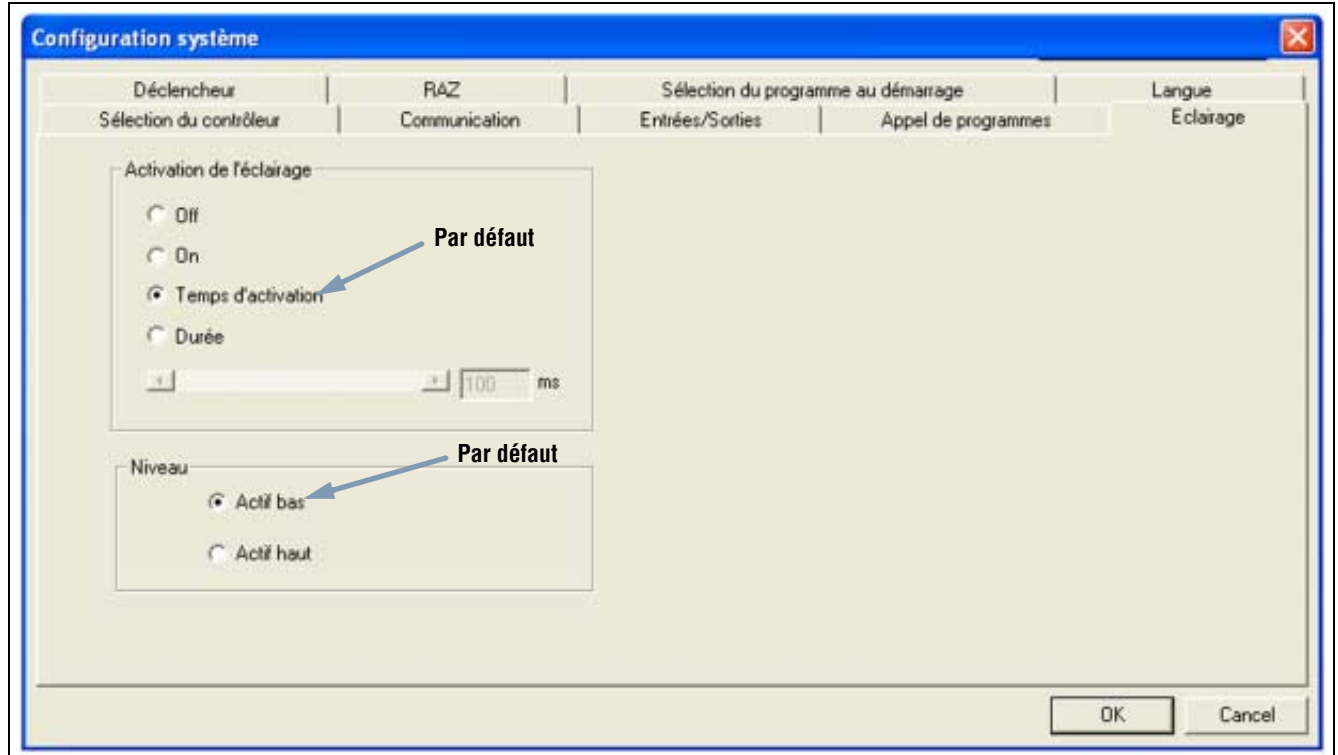 Configuration système
Déclencheur RAZ Sélection du programme au démarrage Langue
Sélection du contrôleur Communication Entrées/Sorties Appel de programmes Eclairage
Activation de l'éclairage
Off
On
Par défaut
Temps d'activation
Durée
100 ms
Par défaut
Niveau
Actif bas
Actif haut
OK Cancel